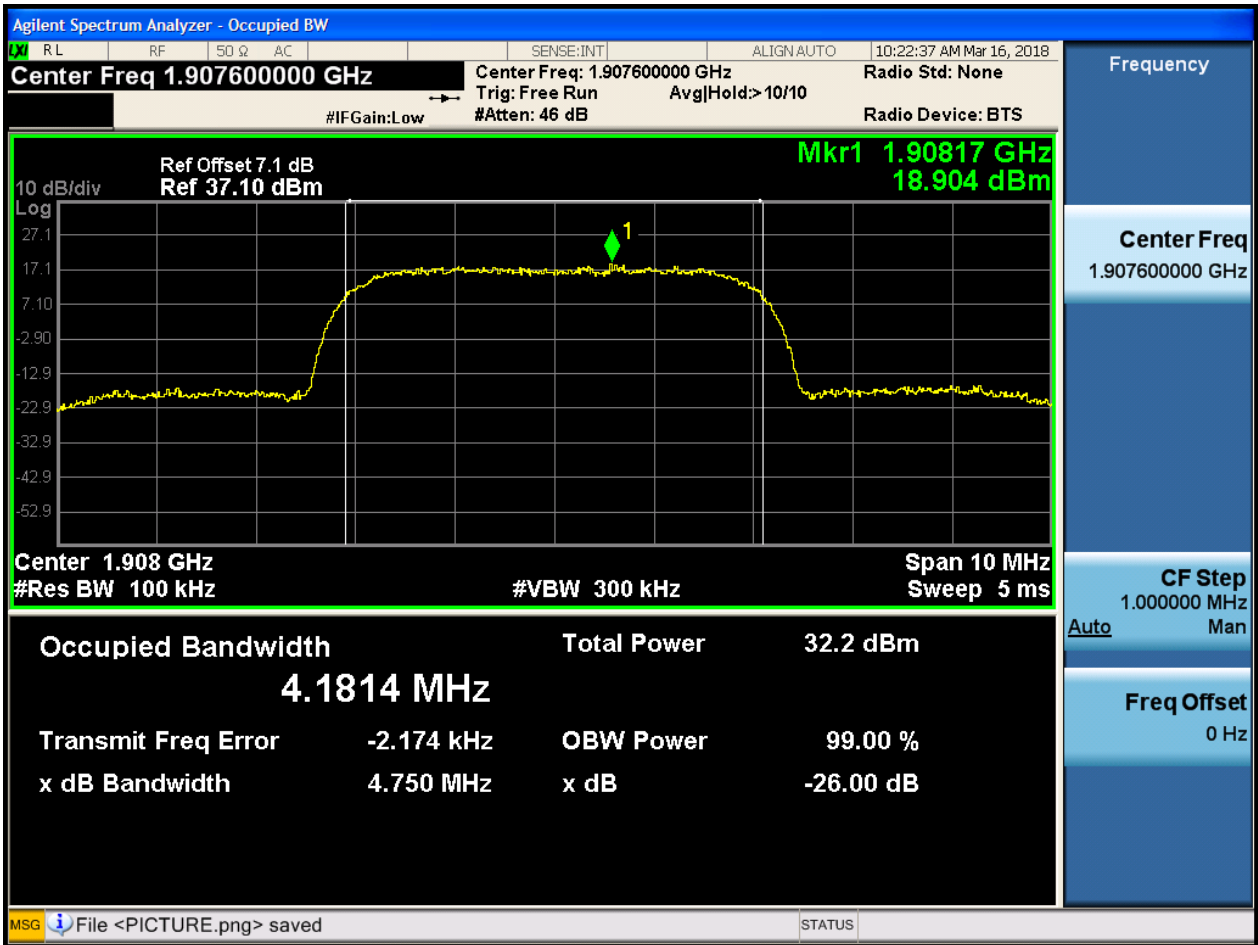 Agilent Spectrum Analyzer - Occupied BW
LXI RL RF 50 Ω AC SENSE:INT ALIGN AUTO 10:22:37 AM Mar 16, 2018
Center Freq 1.907600000 GHz
Center Freq: 1.907600000 GHz
Radio Std: None
Trig: Free Run Avg|Hold:>10/10
#IFGain:Low
#Atten: 46 dB
Radio Device: BTS
Mkr1 1.90817 GHz
18.904 dBm
Ref Offset 7.1 dB
10 dB/div Ref 37.10 dBm
Log
27.1
17.1
7.10
-2.90
-12.9
-22.9
-32.9
-42.9
-52.9
1
Center 1.908 GHz Span 10 MHz
#Res BW 100 kHz #VBW 300 kHz Sweep 5 ms
Occupied Bandwidth Total Power 32.2 dBm
4.1814 MHz
Transmit Freq Error -2.174 kHz OBW Power 99.00 %
x dB Bandwidth 4.750 MHz x dB -26.00 dB
Frequency
Center Freq
1.907600000 GHz
CF Step
1.000000 MHz
Auto Man
Freq Offset
0 Hz
MSG File <PICTURE.png> saved STATUS